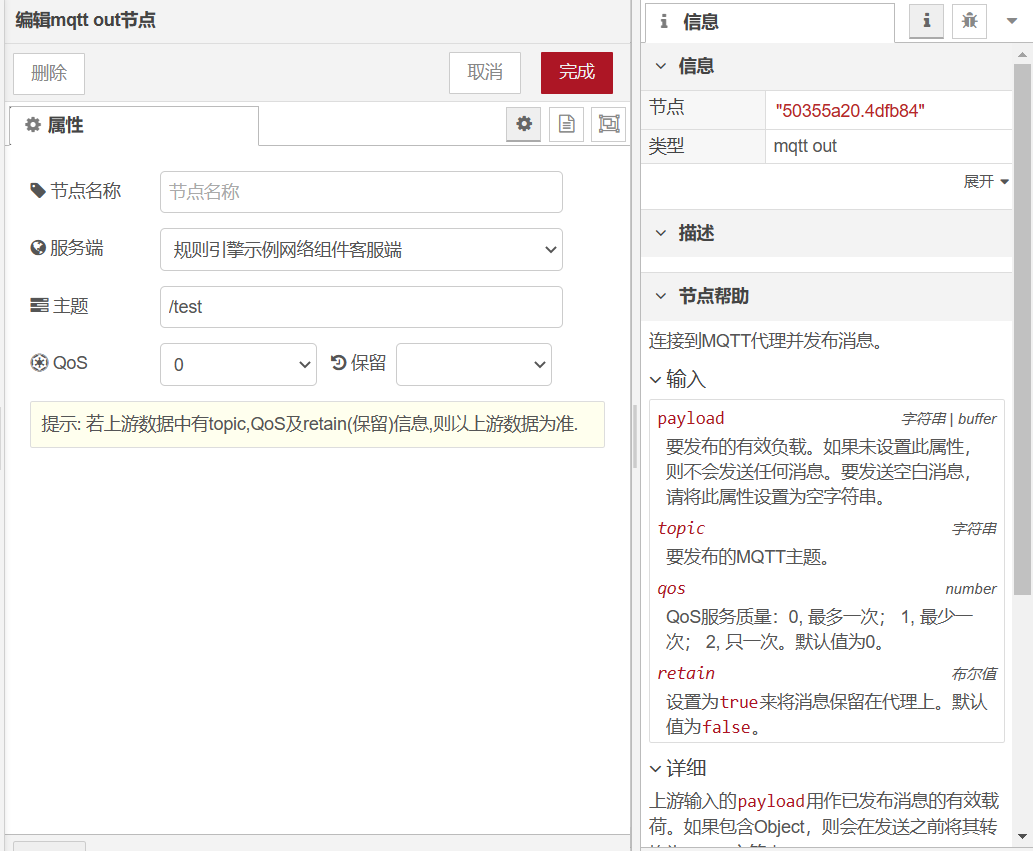 编辑mqtt out节点
删除
取消
完成
属性
节点名称
节点名称
服务端
规则引擎示例网络组件客服端
主题
/test
QoS
0
保留
提示: 若上游数据中有topic,QoS及retain(保留)信息,则以上游数据为准.
信息
信息
节点
"50355a20.4dfb84"
类型
mqtt out
展开
描述
节点帮助
连接到MQTT代理并发布消息。
输入
payload
字符串 | buffer
要发布的有效负载。如果未设置此属性，
则不会发送任何消息。要发送空白消息，
请将此属性设置为空字符串。
topic
字符串
要发布的MQTT主题。
qos
number
QoS服务质量：0, 最多一次； 1, 最少一
次； 2, 只一次。默认值为0。
retain
布尔值
设置为true来将消息保留在代理上。默认
值为false。
详细
上游输入的payload用作已发布消息的有效载
荷。如果包含Object，则会在发送之前将其转